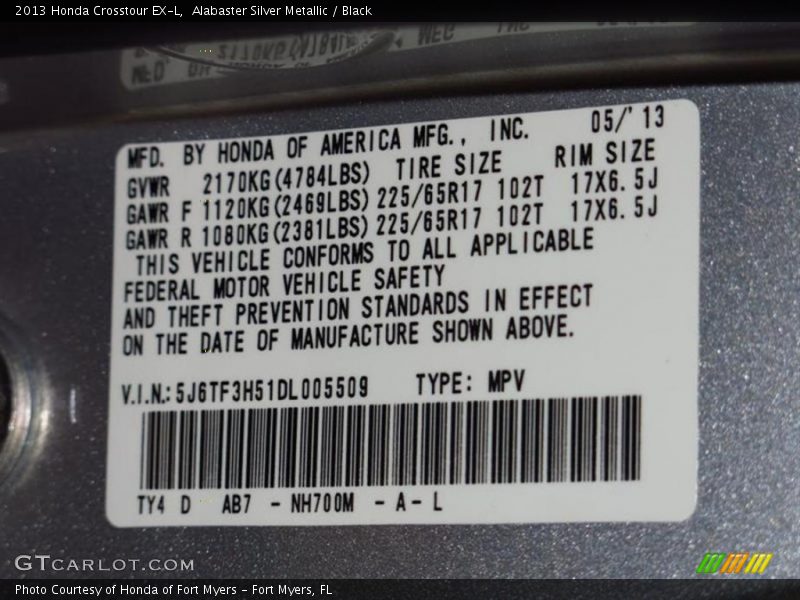 2013 Honda Crosstour EX-L, Alabaster Silver Metallic / Black
MFD. BY HONDA OF AMERICA MFG., INC. 05/'13
GVWR 2170KG(4784LBS) TIRE SIZE RIM SIZE
GAWR F 1120KG(2469LBS) 225/65R17 102T 17X6.5J
GAWR R 1080KG(2381LBS) 225/65R17 102T 17X6.5J
THIS VEHICLE CONFORMS TO ALL APPLICABLE
FEDERAL MOTOR VEHICLE SAFETY
AND THEFT PREVENTION STANDARDS IN EFFECT
ON THE DATE OF MANUFACTURE SHOWN ABOVE.
V.I.N.: 5J6TF3H51DL005509 TYPE: MPV
TY4 D AB7 - NH700M - A - L
GTCARLOT.COM
Photo Courtesy of Honda of Fort Myers - Fort Myers, FL